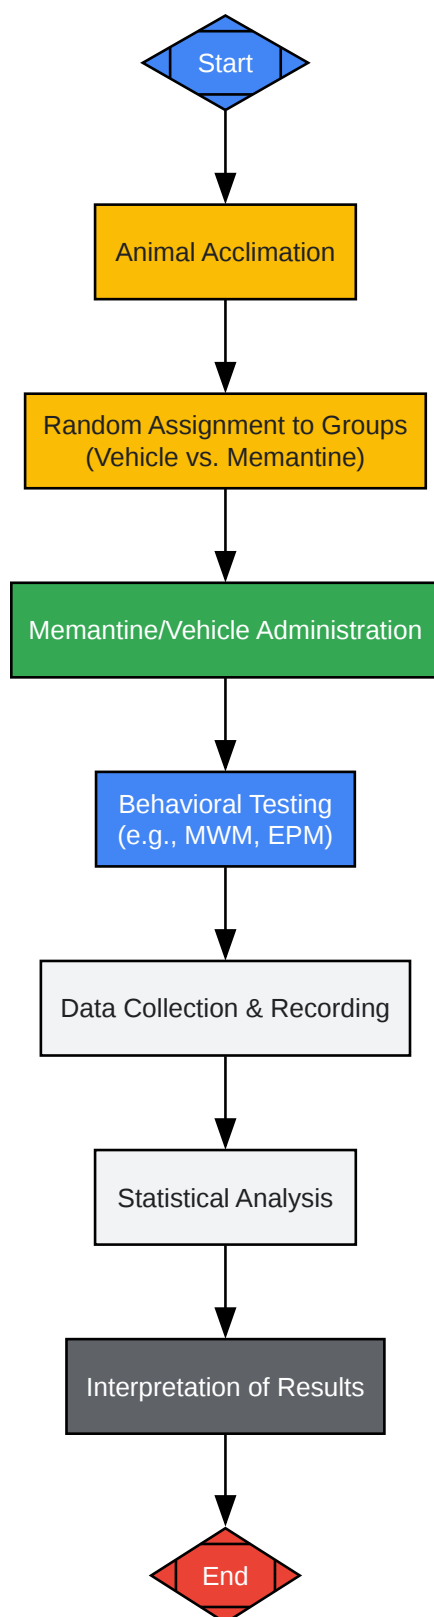 Start
Animal Acclimation
Random Assignment to Groups
(Vehicle vs. Memantine)
Memantine/Vehicle Administration
Behavioral Testing
(e.g., MWM, EPM)
Data Collection & Recording
Statistical Analysis
Interpretation of Results
End